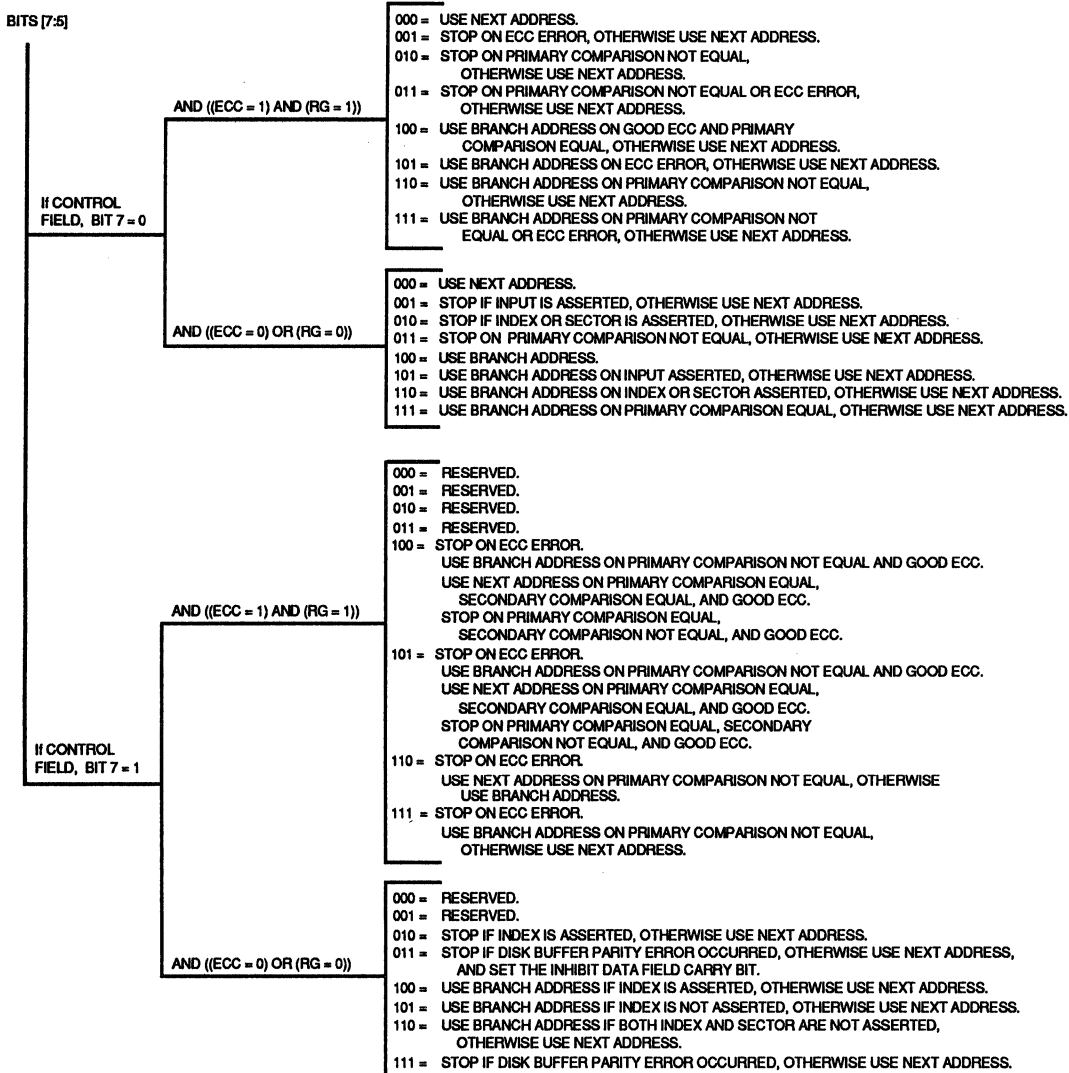 BITS [7:5]
000 = USE NEXT ADDRESS.
001 = STOP ON ECC ERROR, OTHERWISE USE NEXT ADDRESS.
010 = STOP ON PRIMARY COMPARISON NOT EQUAL,
OTHERWISE USE NEXT ADDRESS.
011 = STOP ON PRIMARY COMPARISON NOT EQUAL OR ECC ERROR,
OTHERWISE USE NEXT ADDRESS.
AND ((ECC = 1) AND (RG = 1))
100 = USE BRANCH ADDRESS ON GOOD ECC AND PRIMARY
COMPARISON EQUAL, OTHERWISE USE NEXT ADDRESS.
101 = USE BRANCH ADDRESS ON ECC ERROR, OTHERWISE USE NEXT ADDRESS.
110 = USE BRANCH ADDRESS ON PRIMARY COMPARISON NOT EQUAL,
OTHERWISE USE NEXT ADDRESS.
111 = USE BRANCH ADDRESS ON PRIMARY COMPARISON NOT
EQUAL OR ECC ERROR, OTHERWISE USE NEXT ADDRESS.
If CONTROL
FIELD, BIT 7 = 0
000 = USE NEXT ADDRESS.
001 = STOP IF INPUT IS ASSERTED, OTHERWISE USE NEXT ADDRESS.
010 = STOP IF INDEX OR SECTOR IS ASSERTED, OTHERWISE USE NEXT ADDRESS.
011 = STOP ON PRIMARY COMPARISON NOT EQUAL, OTHERWISE USE NEXT ADDRESS.
AND ((ECC = 0) OR (RG = 0))
100 = USE BRANCH ADDRESS.
101 = USE BRANCH ADDRESS ON INPUT ASSERTED, OTHERWISE USE NEXT ADDRESS.
110 = USE BRANCH ADDRESS ON INDEX OR SECTOR ASSERTED, OTHERWISE USE NEXT ADDRESS.
111 = USE BRANCH ADDRESS ON PRIMARY COMPARISON EQUAL, OTHERWISE USE NEXT ADDRESS.
000 = RESERVED.
001 = RESERVED.
010 = RESERVED.
011 = RESERVED.
100 = STOP ON ECC ERROR.
USE BRANCH ADDRESS ON PRIMARY COMPARISON NOT EQUAL AND GOOD ECC.
USE NEXT ADDRESS ON PRIMARY COMPARISON EQUAL,
SECONDARY COMPARISON EQUAL, AND GOOD ECC.
STOP ON PRIMARY COMPARISON EQUAL,
SECONDARY COMPARISON NOT EQUAL, AND GOOD ECC.
AND ((ECC = 1) AND (RG = 1))
101 = STOP ON ECC ERROR.
USE BRANCH ADDRESS ON PRIMARY COMPARISON NOT EQUAL AND GOOD ECC.
USE NEXT ADDRESS ON PRIMARY COMPARISON EQUAL,
SECONDARY COMPARISON EQUAL, AND GOOD ECC.
STOP ON PRIMARY COMPARISON EQUAL, SECONDARY
COMPARISON NOT EQUAL, AND GOOD ECC.
If CONTROL
FIELD, BIT 7 = 1
110 = STOP ON ECC ERROR.
USE NEXT ADDRESS ON PRIMARY COMPARISON NOT EQUAL, OTHERWISE
USE BRANCH ADDRESS.
111 = STOP ON ECC ERROR.
USE BRANCH ADDRESS ON PRIMARY COMPARISON NOT EQUAL,
OTHERWISE USE NEXT ADDRESS.
000 = RESERVED.
001 = RESERVED.
010 = STOP IF INDEX IS ASSERTED, OTHERWISE USE NEXT ADDRESS.
011 = STOP IF DISK BUFFER PARITY ERROR OCCURRED, OTHERWISE USE NEXT ADDRESS,
AND SET THE INHIBIT DATA FIELD CARRY BIT.
AND ((ECC = 0) OR (RG = 0))
100 = USE BRANCH ADDRESS IF INDEX IS ASSERTED, OTHERWISE USE NEXT ADDRESS.
101 = USE BRANCH ADDRESS IF INDEX IS NOT ASSERTED, OTHERWISE USE NEXT ADDRESS.
110 = USE BRANCH ADDRESS IF BOTH INDEX AND SECTOR ARE NOT ASSERTED,
OTHERWISE USE NEXT ADDRESS.
111 = STOP IF DISK BUFFER PARITY ERROR OCCURRED, OTHERWISE USE NEXT ADDRESS.